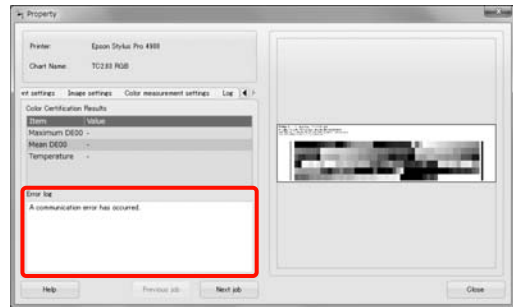 Property
Printer: Epson Stylus Pro 4900
Chart Name: TC2.83 RGB
nt settings Image settings Color measurement settings Log
Color Certification Results
Item Value
Maximum DE00 -
Mean DE00 -
Temperature -
Error log
A communication error has occurred.
Help Previous job Next job Close